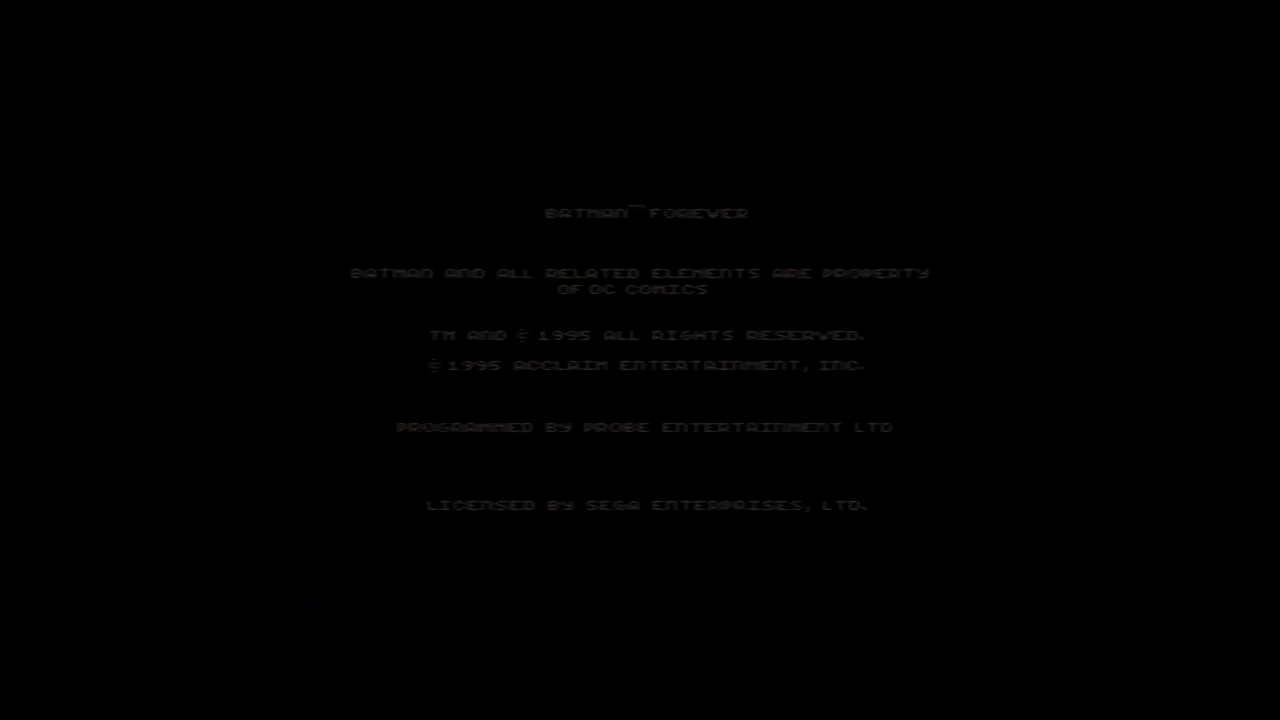 BATMAN™ FOREVER
BATMAN AND ALL RELATED ELEMENTS ARE PROPERTY
OF DC COMICS
TM AND © 1995 ALL RIGHTS RESERVED.
© 1995 ACCLAIM ENTERTAINMENT, INC.
PROGRAMMED BY PROBE ENTERTAINMENT LTD
LICENSED BY SEGA ENTERPRISES, LTD.